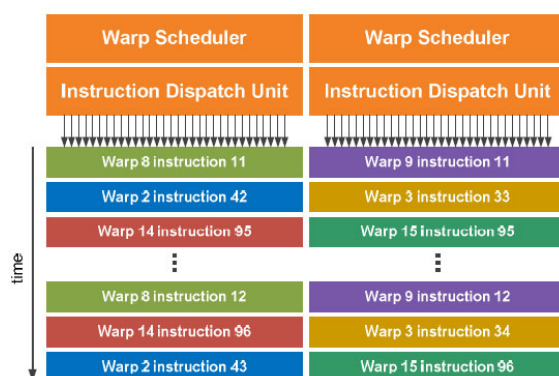 Warp Scheduler
Warp Scheduler
Instruction Dispatch Unit
Instruction Dispatch Unit
Warp 8 instruction 11
Warp 9 instruction 11
Warp 2 instruction 42
Warp 3 instruction 33
Warp 14 instruction 95
Warp 15 instruction 95
time
Warp 8 instruction 12
Warp 9 instruction 12
Warp 14 instruction 96
Warp 3 instruction 34
Warp 2 instruction 43
Warp 15 instruction 96